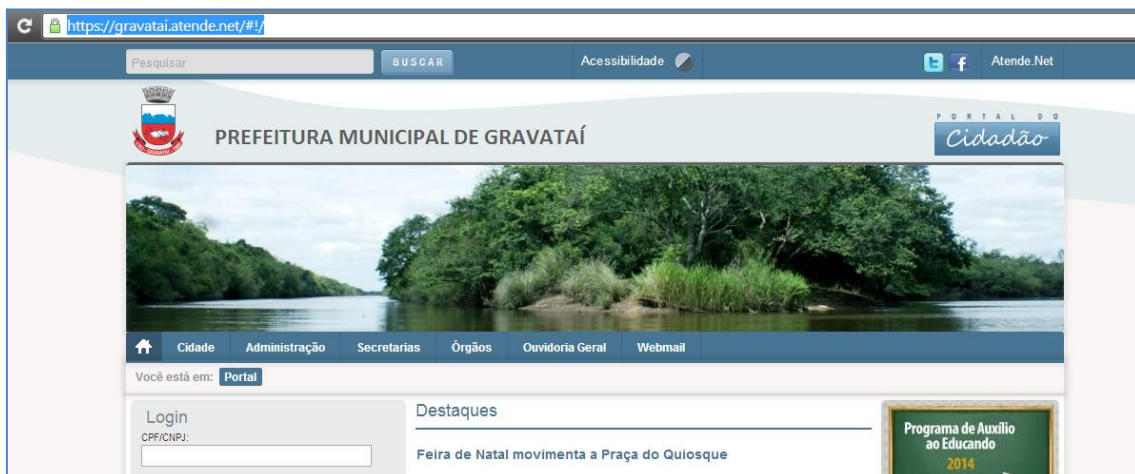 https://gravatai.atende.net/#!/
Pesquisar BUSCAR Acessibilidade Atende.Net
PREFEITURA MUNICIPAL DE GRAVATAÍ
PORTAL DO
Cidadão
Cidade Administração Secretarias Órgãos Ouvidoria Geral Webmail
Você está em: Portal
Login
CPF/CNPJ:
Destaques
Feira de Natal movimenta a Praça do Quiosque
Programa de Auxílio
ao Educando
2014